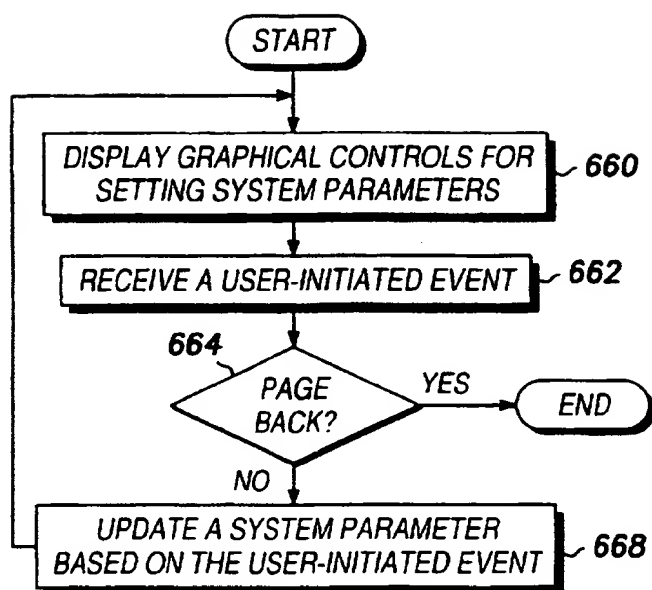 START
DISPLAY GRAPHICAL CONTROLS FOR
SETTING SYSTEM PARAMETERS
660
RECEIVE A USER-INITIATED EVENT
662
664
PAGE
BACK?
YES
END
NO
UPDATE A SYSTEM PARAMETER
BASED ON THE USER-INITIATED EVENT
668